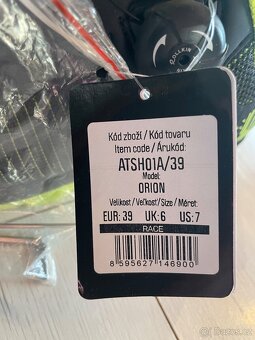 ROLLKIN
Kód zboží / Kód tovaru
Item code / Árukód:
ATSH01A/39
Model:
ORION
Velikost / Veľkosť / Size / Méret:
EUR: 39 UK: 6 US: 7
RACE
8 595627 146900